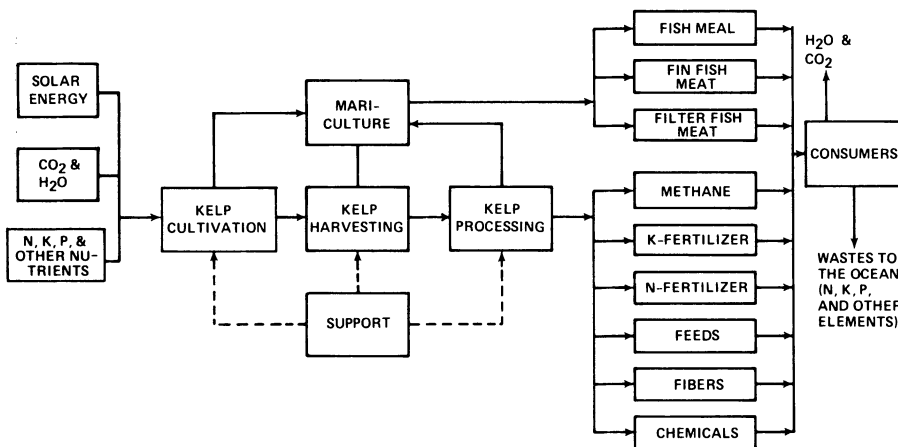 SOLAR
ENERGY
CO₂ &
H₂O
N, K, P, &
OTHER NU-
TRIENTS
KELP
CULTIVATION
MARI-
CULTURE
KELP
HARVESTING
KELP
PROCESSING
SUPPORT
FISH MEAL
FIN FISH
MEAT
FILTER FISH
MEAT
METHANE
K-FERTILIZER
N-FERTILIZER
FEEDS
FIBERS
CHEMICALS
H₂O &
CO₂
CONSUMERS
WASTES TO
THE OCEAN
(N, K, P,
AND OTHER
ELEMENTS)